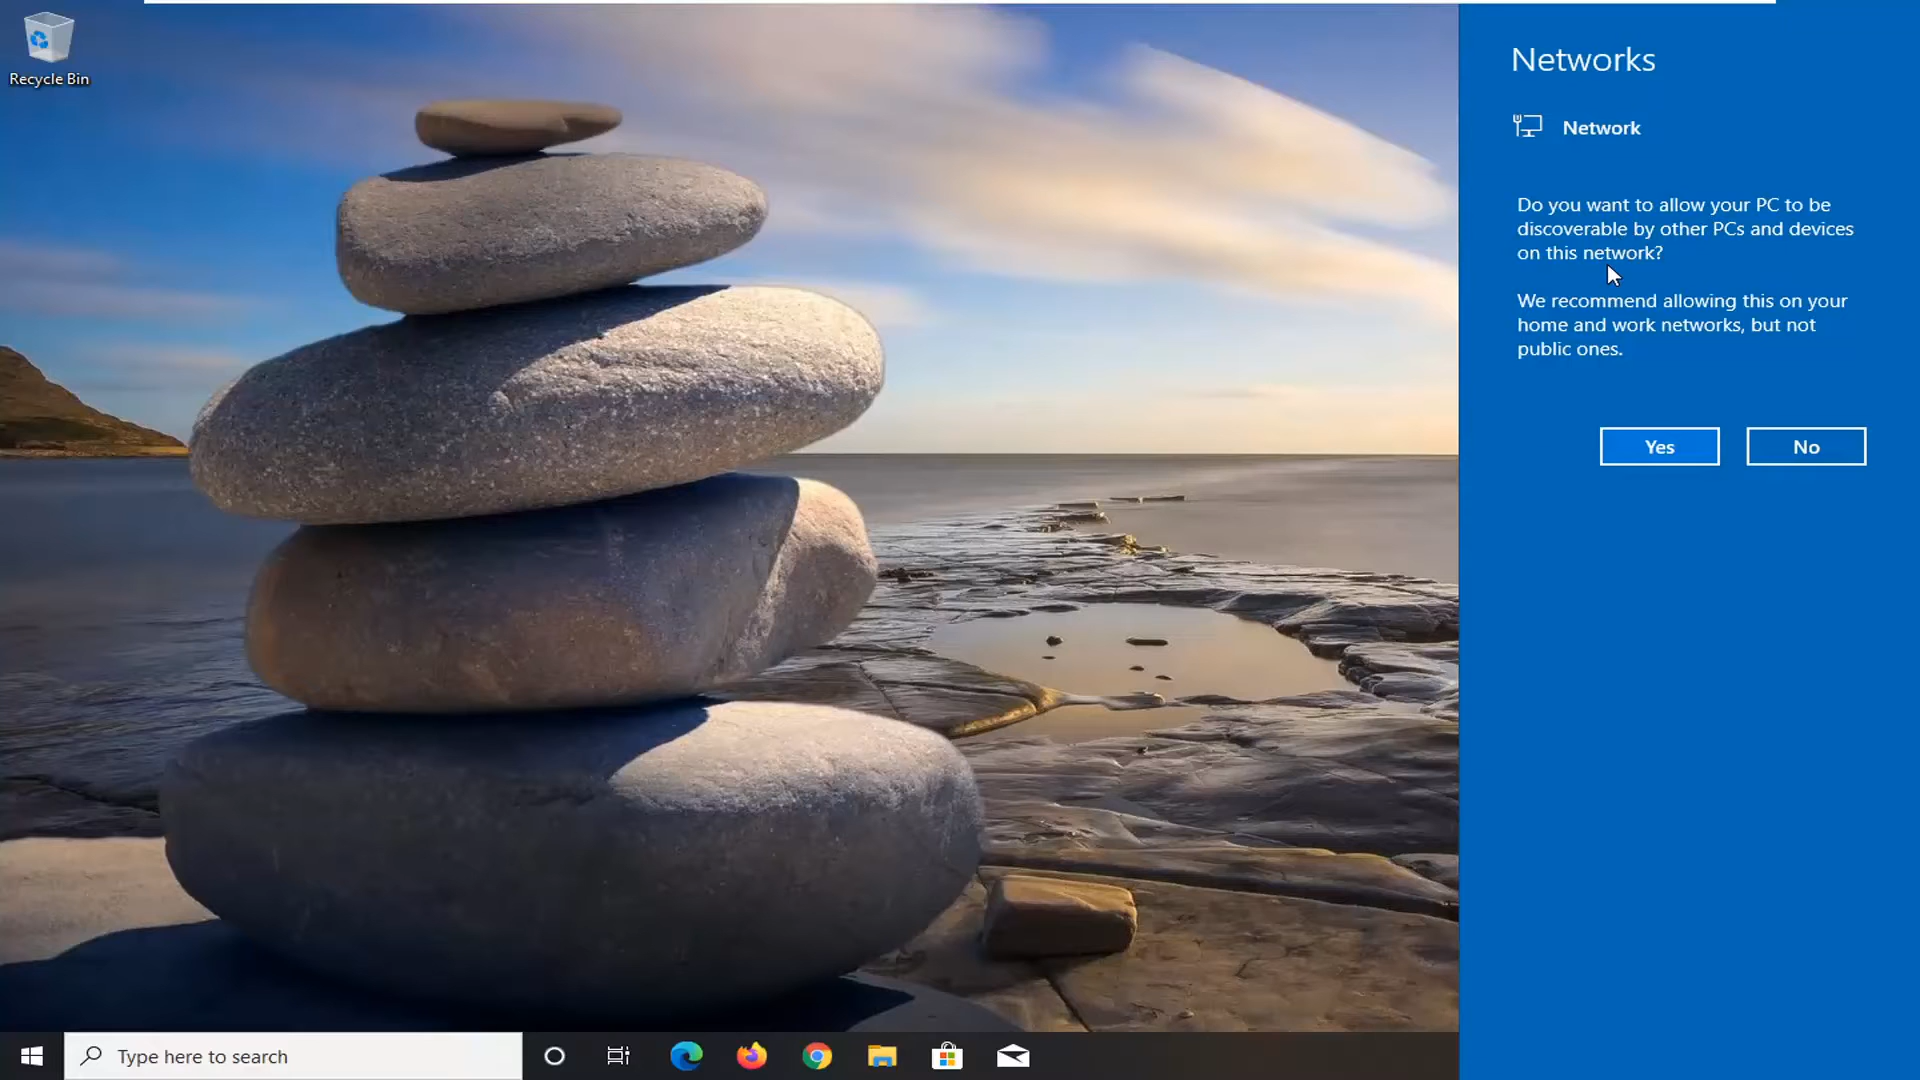 Recycle Bin
Networks
Network
Do you want to allow your PC to be
discoverable by other PCs and devices
on this network?
We recommend allowing this on your
home and work networks, but not
public ones.
Yes
No
Type here to search